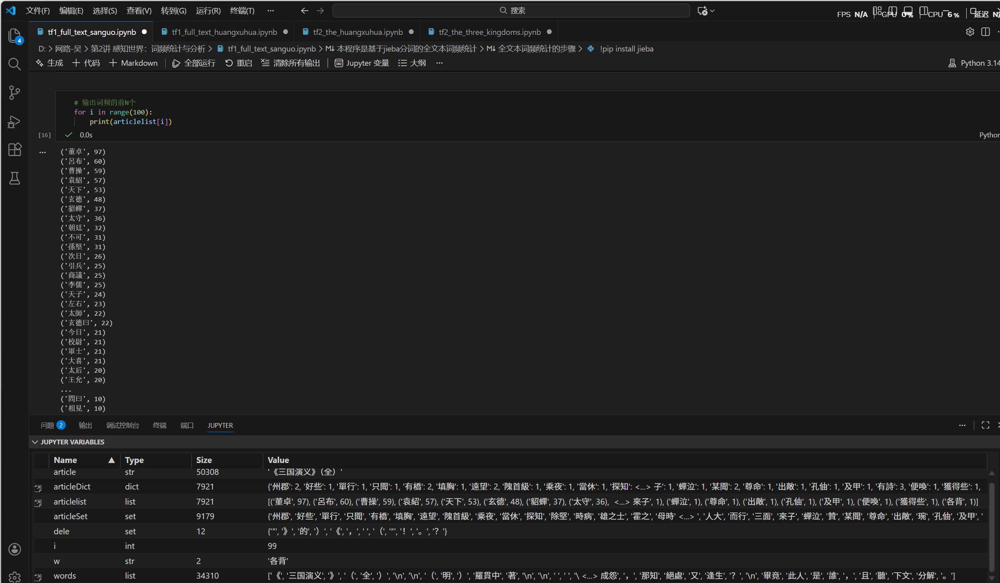 文件(F) 编辑(E) 选择(S) 查看(V) 转到(G) 运行(R) 终端(T) ··· 搜索
FPS N/A GPU 0% CPU 6% 延迟
4
tf1_full_text_sanguo.ipynb tf1_full_text_huangxuhua.ipynb tf2_the_huangxuhua.ipynb tf2_the_three_kingdoms.ipynb
D: > 网路-吴 > 第2讲 感知世界：词频统计与分析 > tf1_full_text_sanguo.ipynb > M↓ 本程序是基于jieba分词的全文本词频统计 > M↓ 全文本词频统计的步骤 > !pip install jieba
生成 + 代码 + Markdown 全部运行 重启 清除所有输出 Jupyter 变量 大纲 ··· Python 3.14
# 输出词频的前N个
for i in range(100):
print(articlelist[i])
[16] 0.0s
Python
('董卓', 97)
('呂布', 60)
('曹操', 59)
('袁紹', 57)
('天下', 53)
('玄德', 48)
('貂蟬', 37)
('太守', 36)
('朝廷', 32)
('不可', 31)
('孫堅', 31)
('次日', 26)
('引兵', 25)
('商議', 25)
('李儒', 25)
('天子', 24)
('左右', 23)
('太師', 22)
('玄德曰', 22)
('今日', 21)
('校尉', 21)
('軍士', 21)
('大喜', 21)
('太后', 20)
('王允', 20)
...
('問曰', 10)
('相見', 10)
问题 2 输出 调试控制台 终端 端口 JUPYTER
JUPYTER VARIABLES
Name Type Size Value
article str 50308 '《三国演义》（全）'
articleDict dict 7921 {'州郡': 2, '好些': 1, '單行': 1, '只聞': 1, '有橋': 2, '填胸': 1, '遠望': 2, '隗首級': 1, '乘夜': 1, '當休': 1, '探知': <...> 子': 1, '蟬泣': 1, '某聞': 2, '尊命': 1, '出敵': 1, '孔伷': 1, '及甲': 1, '有詩': 3, '便喚': 1, '獲得些': 1,
articlelist list 7921 [('董卓', 97), ('呂布', 60), ('曹操', 59), ('袁紹', 57), ('天下', 53), ('玄德', 48), ('貂蟬', 37), ('太守', 36), <...> 來子', 1), ('蟬泣', 1), ('尊命', 1), ('出敵', 1), ('孔伷', 1), ('及甲', 1), ('便喚', 1), ('獲得些', 1), ('各背', 1)]
articleSet set 9179 {'州郡', '好些', '單行', '只聞', '有橋', '填胸', '遠望', '隗首級', '乘夜', '當休', '探知', '除堅', '時病', '雄之士', '霍之', '母時' <...> ', '人大', '而行', '三面', '來子', '蟬泣', '贊', '某聞', '尊命', '出敵', '琬', '孔伷', '及甲', '
dele set 12 {'“', '》', '的', '）', '《', '，', ' ', '（', '“', '！', '。', '？'}
i int 99
w str 2 '各背'
words list 34310 ['《', '三国演义', '》', '（', '全', '）', '\n', '\n', '（', '明', '）', '羅貫中', '著', '\n', '\n', ' ', ' ', '\ <...> 成怨', '，', '那知', '絕處', '又', '逢生', '？', '\n', '畢竟', '此人', '是', '誰', '，', '且', '聽', '下文', '分解', '。']